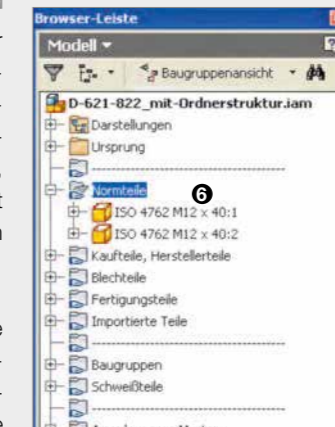 Browser-Leiste
Modell
Baugruppenansicht
D-621-822_mit-Ordnerstruktur.iam
Darstellungen
Ursprung
------------------------------------
Normteile ❻
ISO 4762 M12 x 40:1
ISO 4762 M12 x 40:2
Kaufteile, Herstellerteile
Blechteile
Fertigungsteile
Importierte Teile
------------------------------------
Baugruppen
Schweißteile
------------------------------------